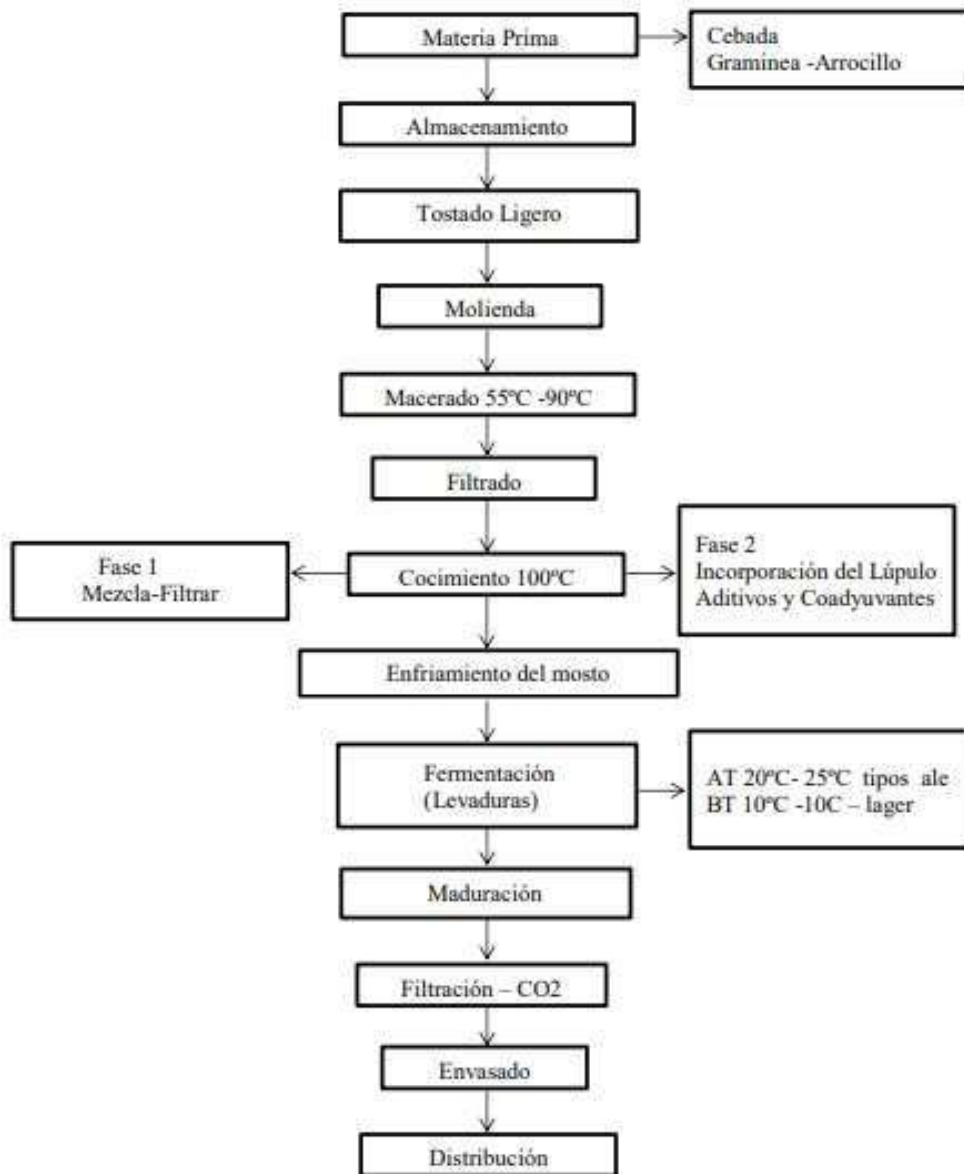 Materia Prima
Cebada
Graminea -Arrocillo
Almacenamiento
Tostado Ligero
Molienda
Macerado 55ºC -90ºC
Filtrado
Fase 1
Mezcla-Filtrar
Cocimiento 100ºC
Fase 2
Incorporación del Lúpulo
Aditivos y Coadyuvantes
Enfriamiento del mosto
Fermentación
(Levaduras)
AT 20ºC- 25ºC tipos ale
BT 10ºC -10C – lager
Maduración
Filtración – CO2
Envasado
Distribución